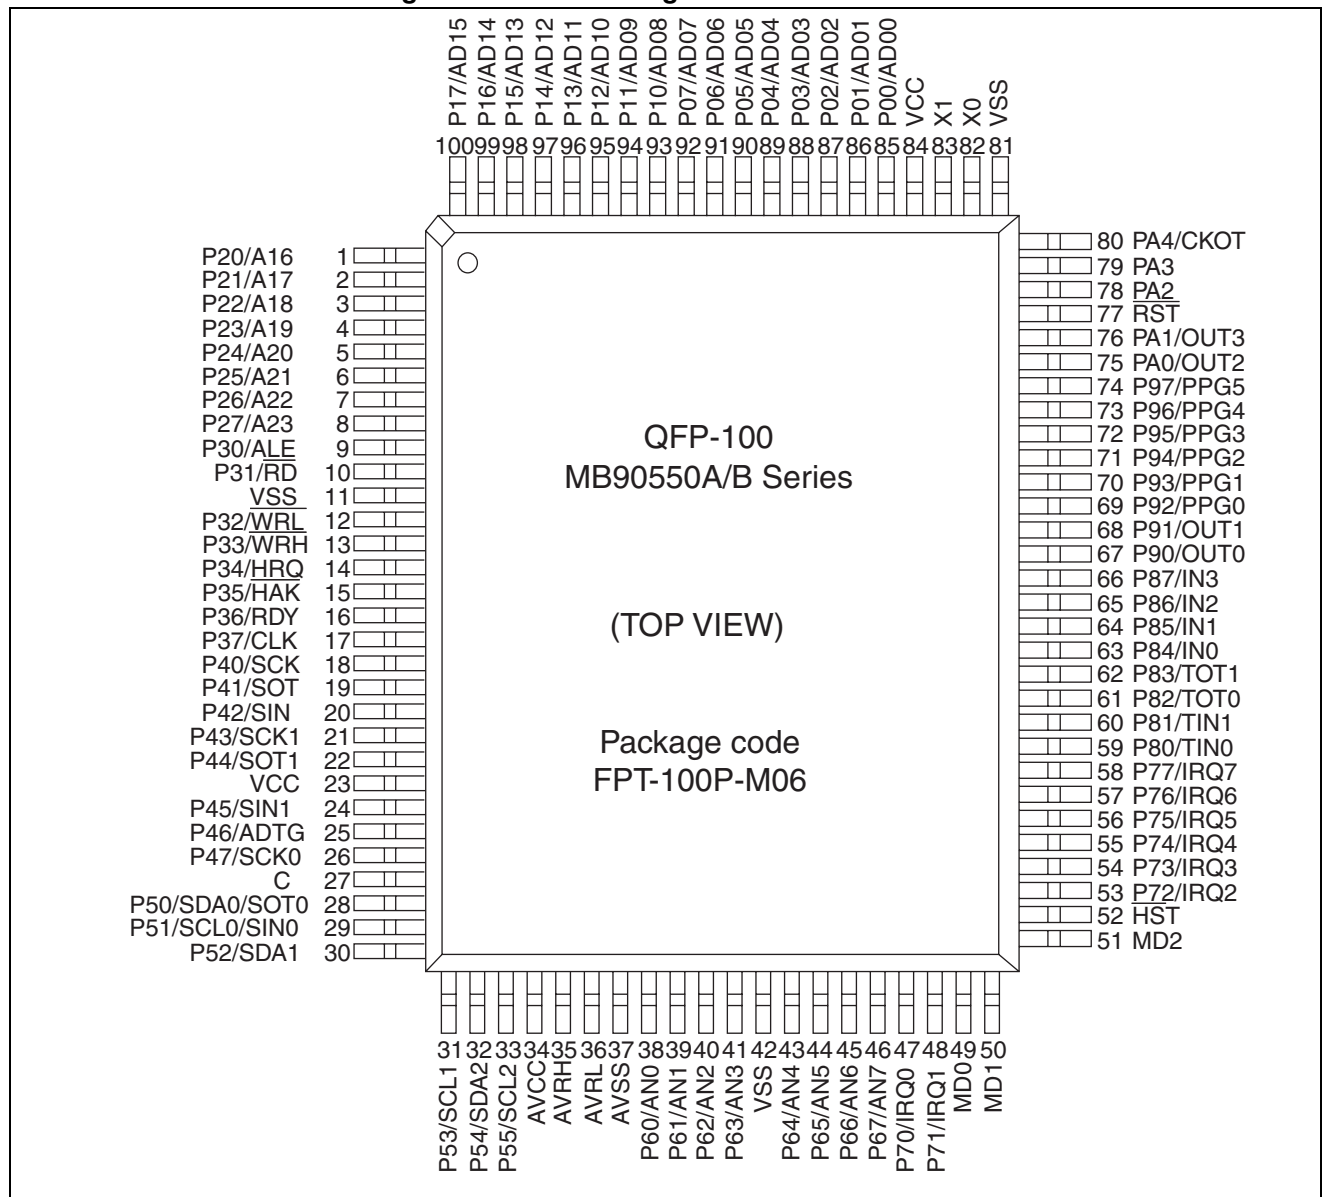 P17/AD15
P16/AD14
P15/AD13
P14/AD12
P13/AD11
P12/AD10
P11/AD09
P10/AD08
P07/AD07
P06/AD06
P05/AD05
P04/AD04
P03/AD03
P02/AD02
P01/AD01
P00/AD00
VCC
X1
X0
VSS
100 99 98 97 96 95 94 93 92 91 90 89 88 87 86 85 84 83 82 81
P20/A16 1
P21/A17 2
P22/A18 3
P23/A19 4
P24/A20 5
P25/A21 6
P26/A22 7
P27/A23 8
P30/ALE 9
P31/RD 10
VSS 11
P32/WRL 12
P33/WRH 13
P34/HRQ 14
P35/HAK 15
P36/RDY 16
P37/CLK 17
P40/SCK 18
P41/SOT 19
P42/SIN 20
P43/SCK1 21
P44/SOT1 22
VCC 23
P45/SIN1 24
P46/ADTG 25
P47/SCK0 26
C 27
P50/SDA0/SOT0 28
P51/SCL0/SIN0 29
P52/SDA1 30
QFP-100
MB90550A/B Series
(TOP VIEW)
Package code
FPT-100P-M06
80 PA4/CKOT
79 PA3
78 PA2
77 RST
76 PA1/OUT3
75 PA0/OUT2
74 P97/PPG5
73 P96/PPG4
72 P95/PPG3
71 P94/PPG2
70 P93/PPG1
69 P92/PPG0
68 P91/OUT1
67 P90/OUT0
66 P87/IN3
65 P86/IN2
64 P85/IN1
63 P84/IN0
62 P83/TOT1
61 P82/TOT0
60 P81/TIN1
59 P80/TIN0
58 P77/IRQ7
57 P76/IRQ6
56 P75/IRQ5
55 P74/IRQ4
54 P73/IRQ3
53 P72/IRQ2
52 HST
51 MD2
31 32 33 34 35 36 37 38 39 40 41 42 43 44 45 46 47 48 49 50
P53/SCL1
P54/SDA2
P55/SCL2
AVCC
AVRH
AVRL
AVSS
P60/AN0
P61/AN1
P62/AN2
P63/AN3
VSS
P64/AN4
P65/AN5
P66/AN6
P67/AN7
P70/IRQ0
P71/IRQ1
MD0
MD1